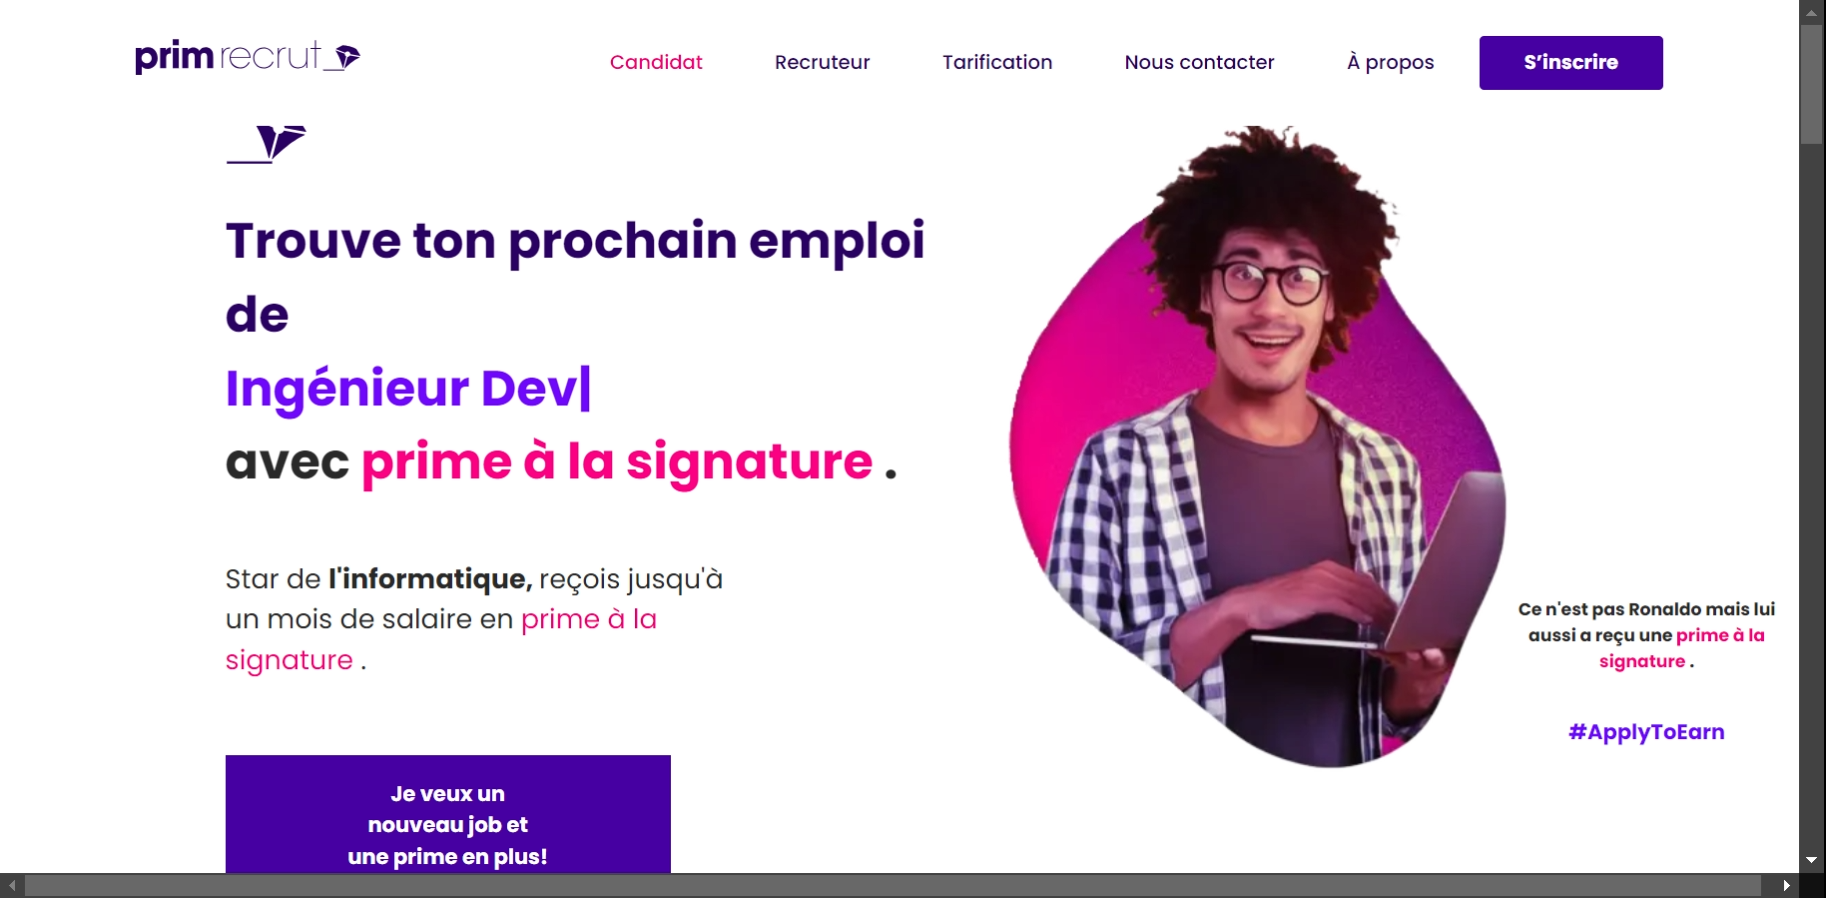 prim recrut
Candidat
Recruteur
Tarification
Nous contacter
À propos
S'inscrire
Trouve ton prochain emploi
de
Ingénieur Dev|
avec prime à la signature .
Star de l'informatique, reçois jusqu'à
un mois de salaire en prime à la
signature .
Ce n'est pas Ronaldo mais lui
aussi a reçu une prime à la
signature .
#ApplyToEarn
Je veux un
nouveau job et
une prime en plus!